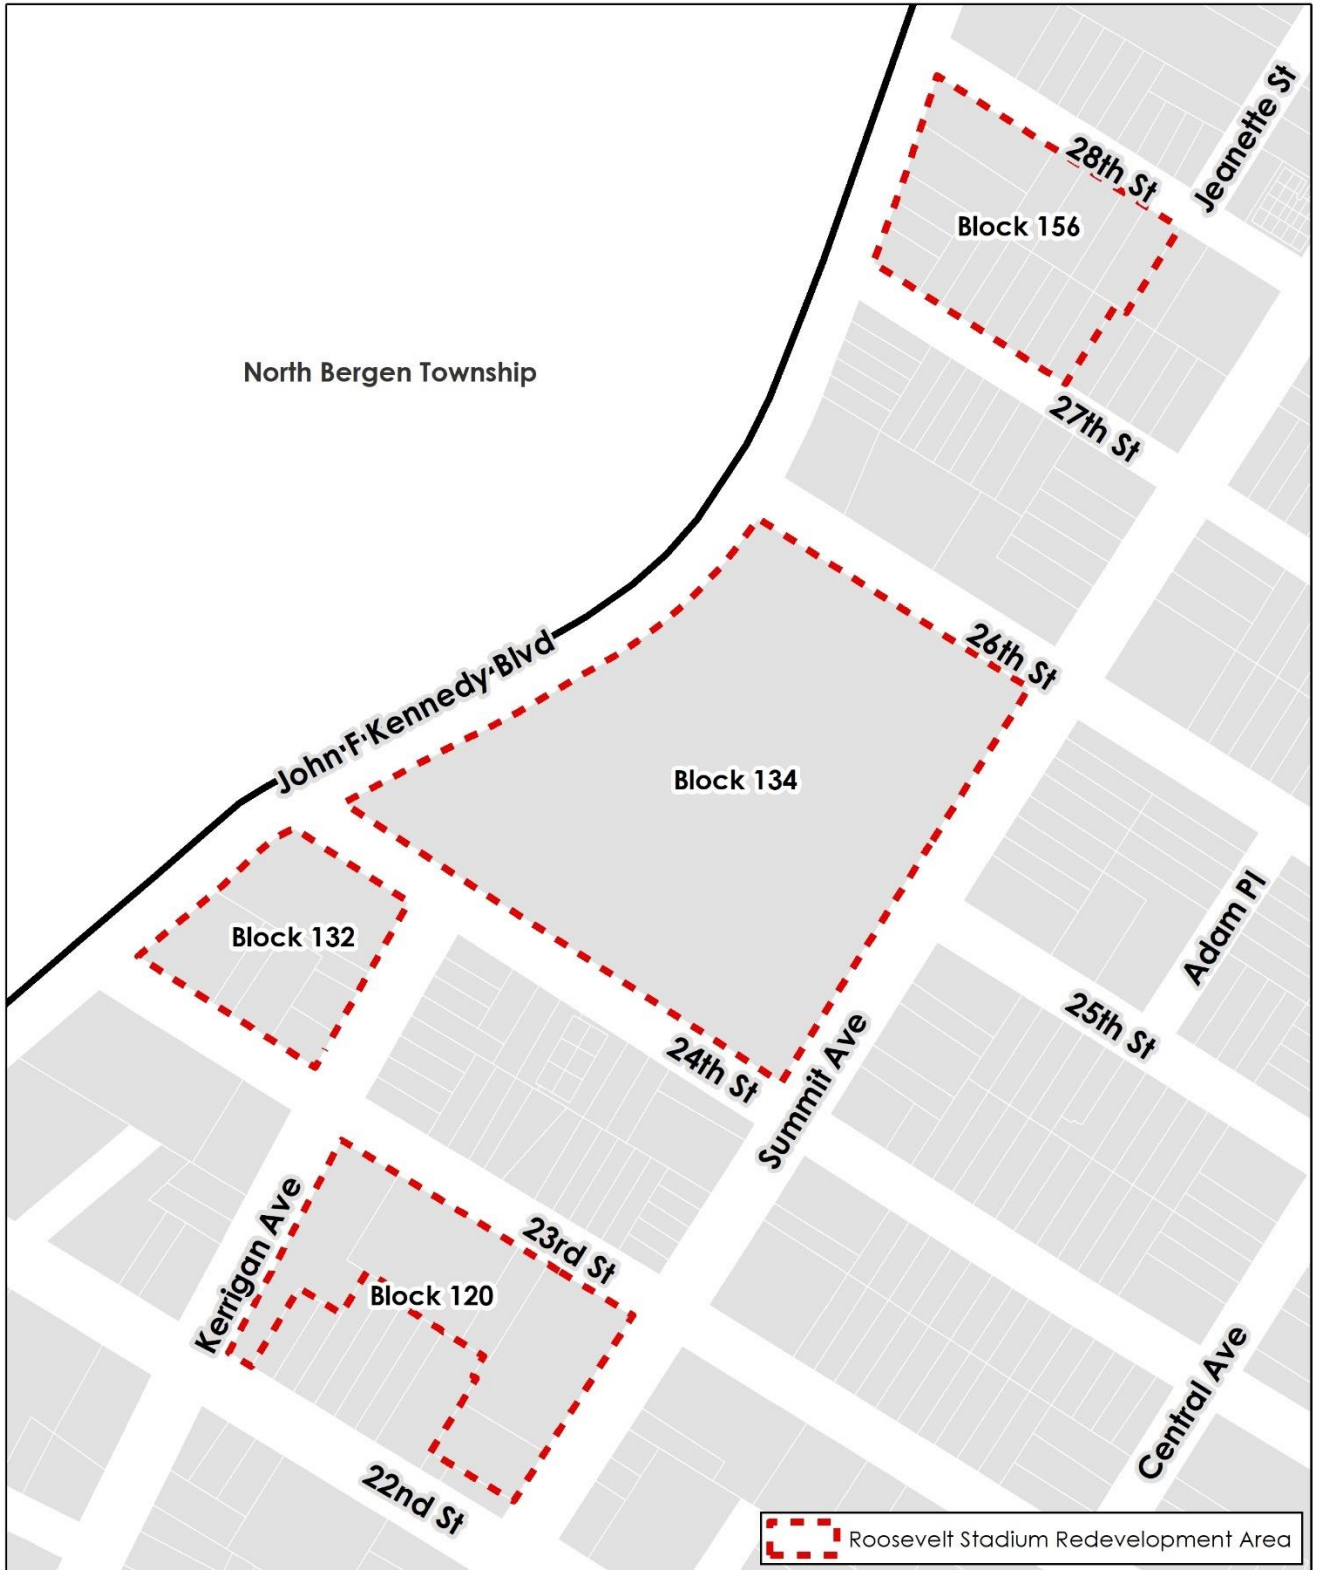 Jeanette St
28th St
Block 156
North Bergen Township
27th St
26th St
John F Kennedy Blvd
Block 134
Adam Pl
Block 132
25th St
24th St
Summit Ave
Kerrigan Ave
23rd St
Block 120
Central Ave
22nd St
Roosevelt Stadium Redevelopment Area